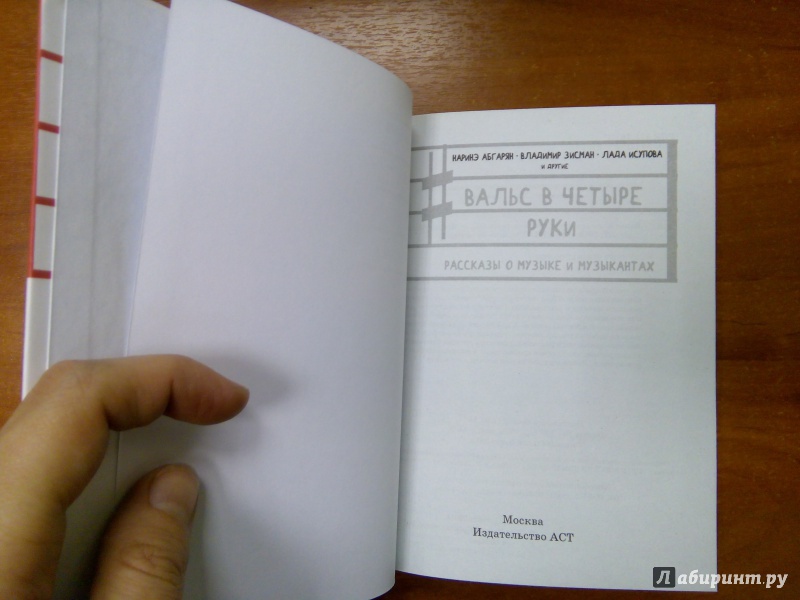 НАРИНЭ АБГАРЯН · ВЛАДИМИР ЗИСМАН · ЛАДА ИСУПОВА
И ДРУГИЕ
ВАЛЬС В ЧЕТЫРЕ
РУКИ
РАССКАЗЫ О МУЗЫКЕ И МУЗЫКАНТАХ
Москва
Издательство АСТ
Лабиринт.ру